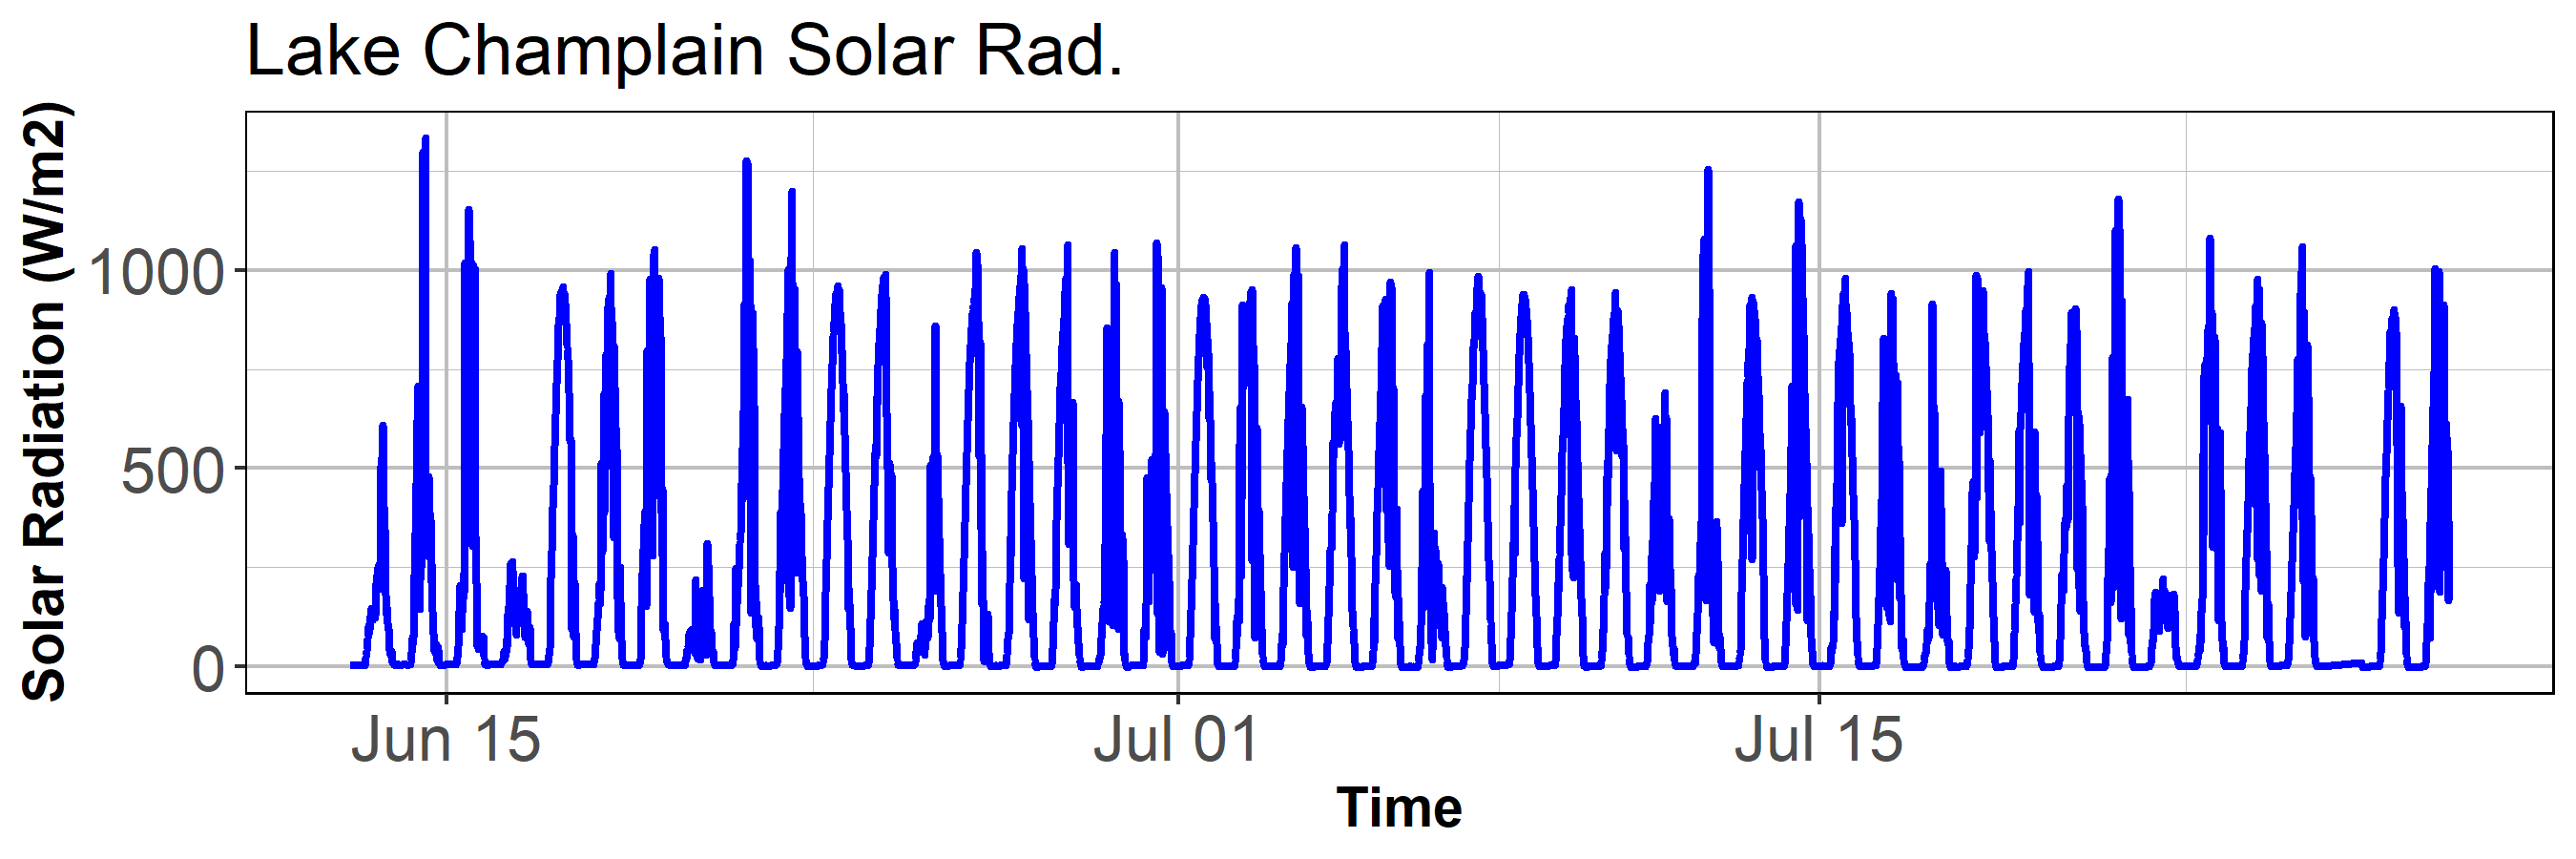 Lake Champlain Solar Rad.
Solar Radiation (W/m2)
1000
500
0
Jun 15
Jul 01
Jul 15
Time